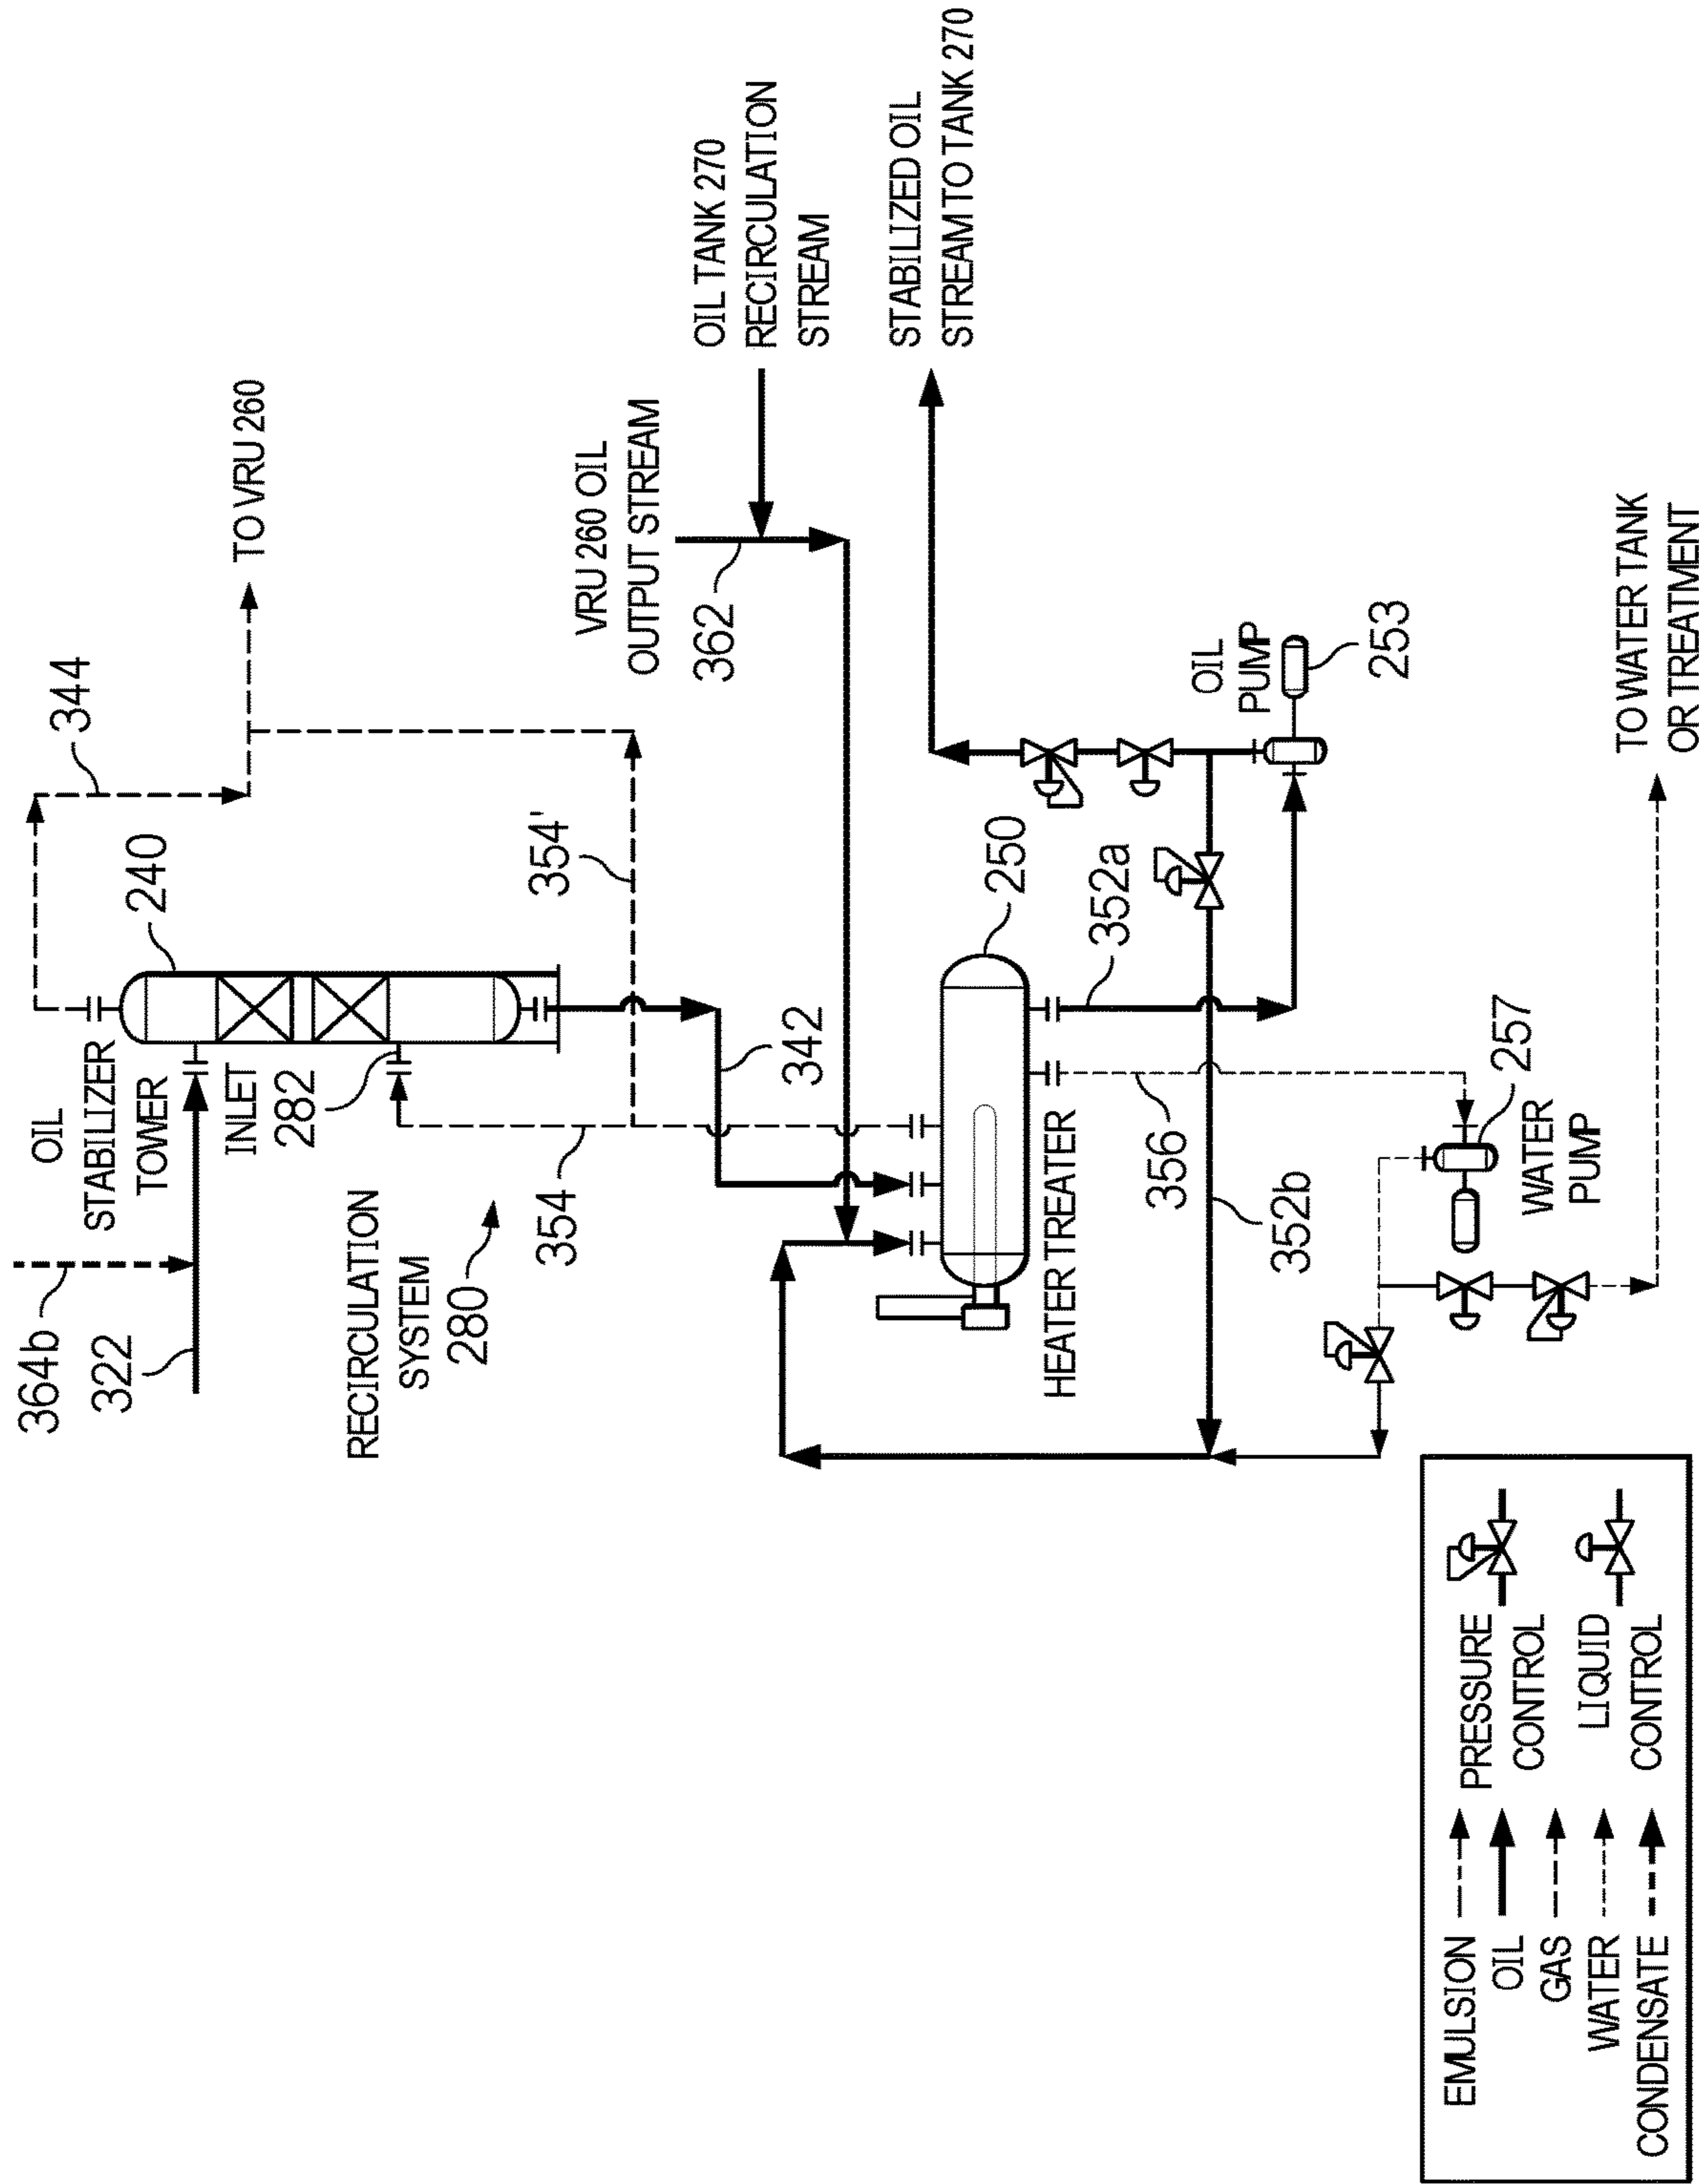 364b
322
OIL
STABILIZER
TOWER
INLET
282
240
344
TO VRU 260
RECIRCULATION
SYSTEM
280
354
354'
342
VRU 260 OIL
OUTPUT STREAM
362
OIL TANK 270
RECIRCULATION
STREAM
STABILIZED OIL
STREAM TO TANK 270
250
HEATER TREATER
352a
356
352b
OIL
PUMP
253
257
WATER
PUMP
TO WATER TANK
OR TREATMENT
EMULSION
OIL
GAS
WATER
CONDENSATE
PRESSURE
CONTROL
LIQUID
CONTROL